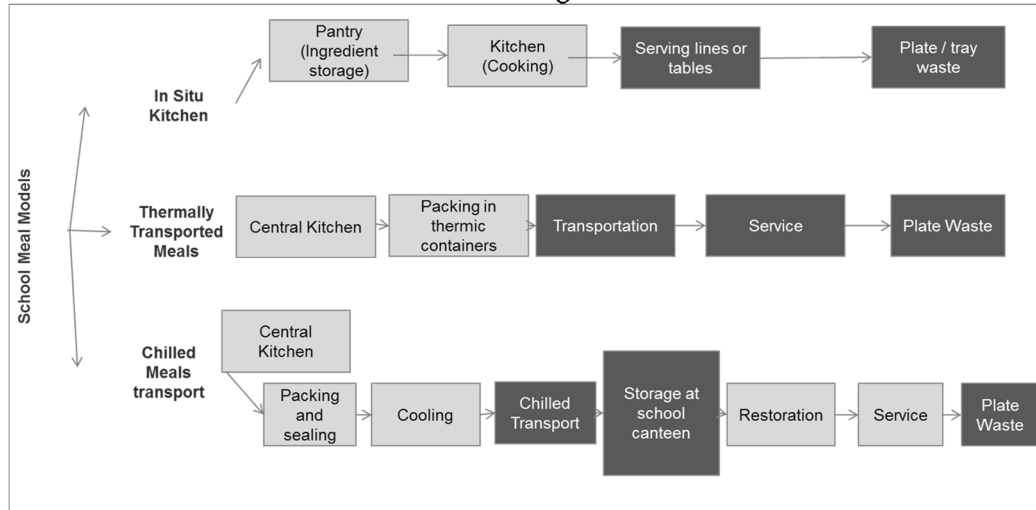 School Meal Models
In Situ
Kitchen
Pantry
(Ingredient
storage)
Kitchen
(Cooking)
Serving lines or
tables
Plate / tray
waste
Thermally
Transported
Meals
Central Kitchen
Packing in
thermic
containers
Transportation
Service
Plate Waste
Chilled
Meals
transport
Central
Kitchen
Packing
and
sealing
Cooling
Chilled
Transport
Storage at
school
canteen
Restoration
Service
Plate
Waste